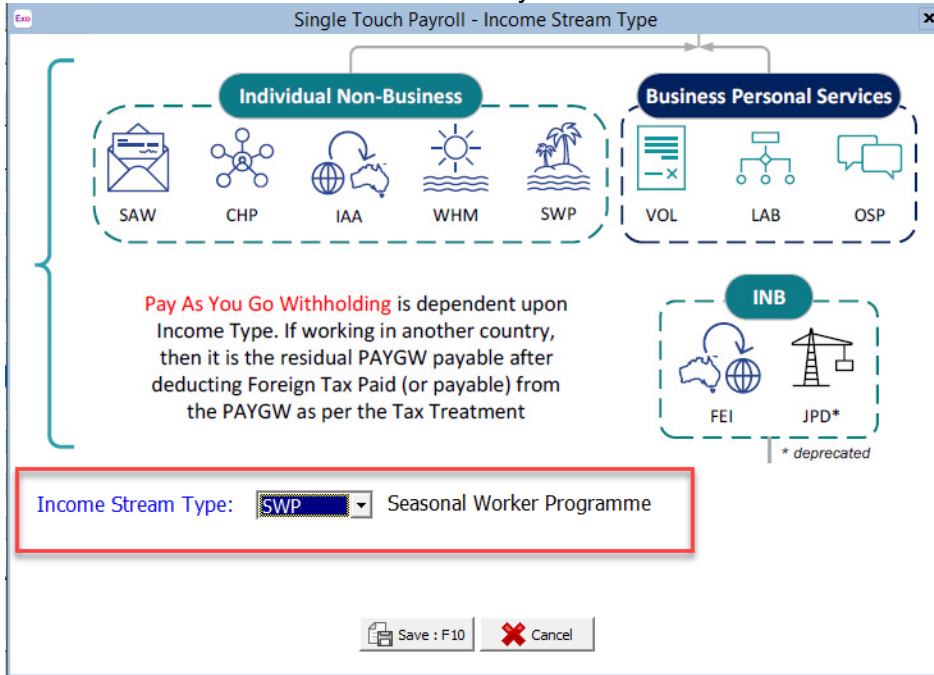 Exo
Single Touch Payroll - Income Stream Type
Individual Non-Business
Business Personal Services
SAW CHP IAA WHM SWP
VOL LAB OSP
INB
Pay As You Go Withholding is dependent upon
Income Type. If working in another country,
then it is the residual PAYGW payable after
deducting Foreign Tax Paid (or payable) from
the PAYGW as per the Tax Treatment
FEI JPD*
* deprecated
Income Stream Type: SWP Seasonal Worker Programme
Save : F10 Cancel